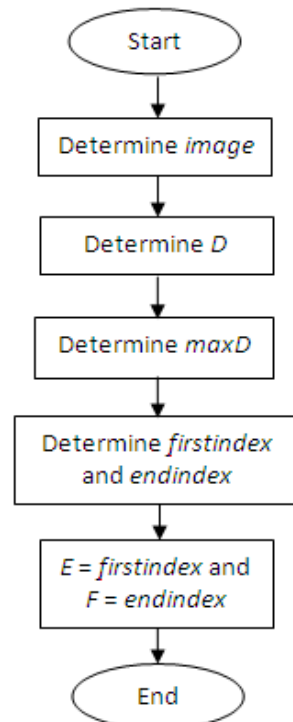 Start
Determine image
Determine D
Determine maxD
Determine firstindex
and endindex
E = firstindex and
F = endindex
End